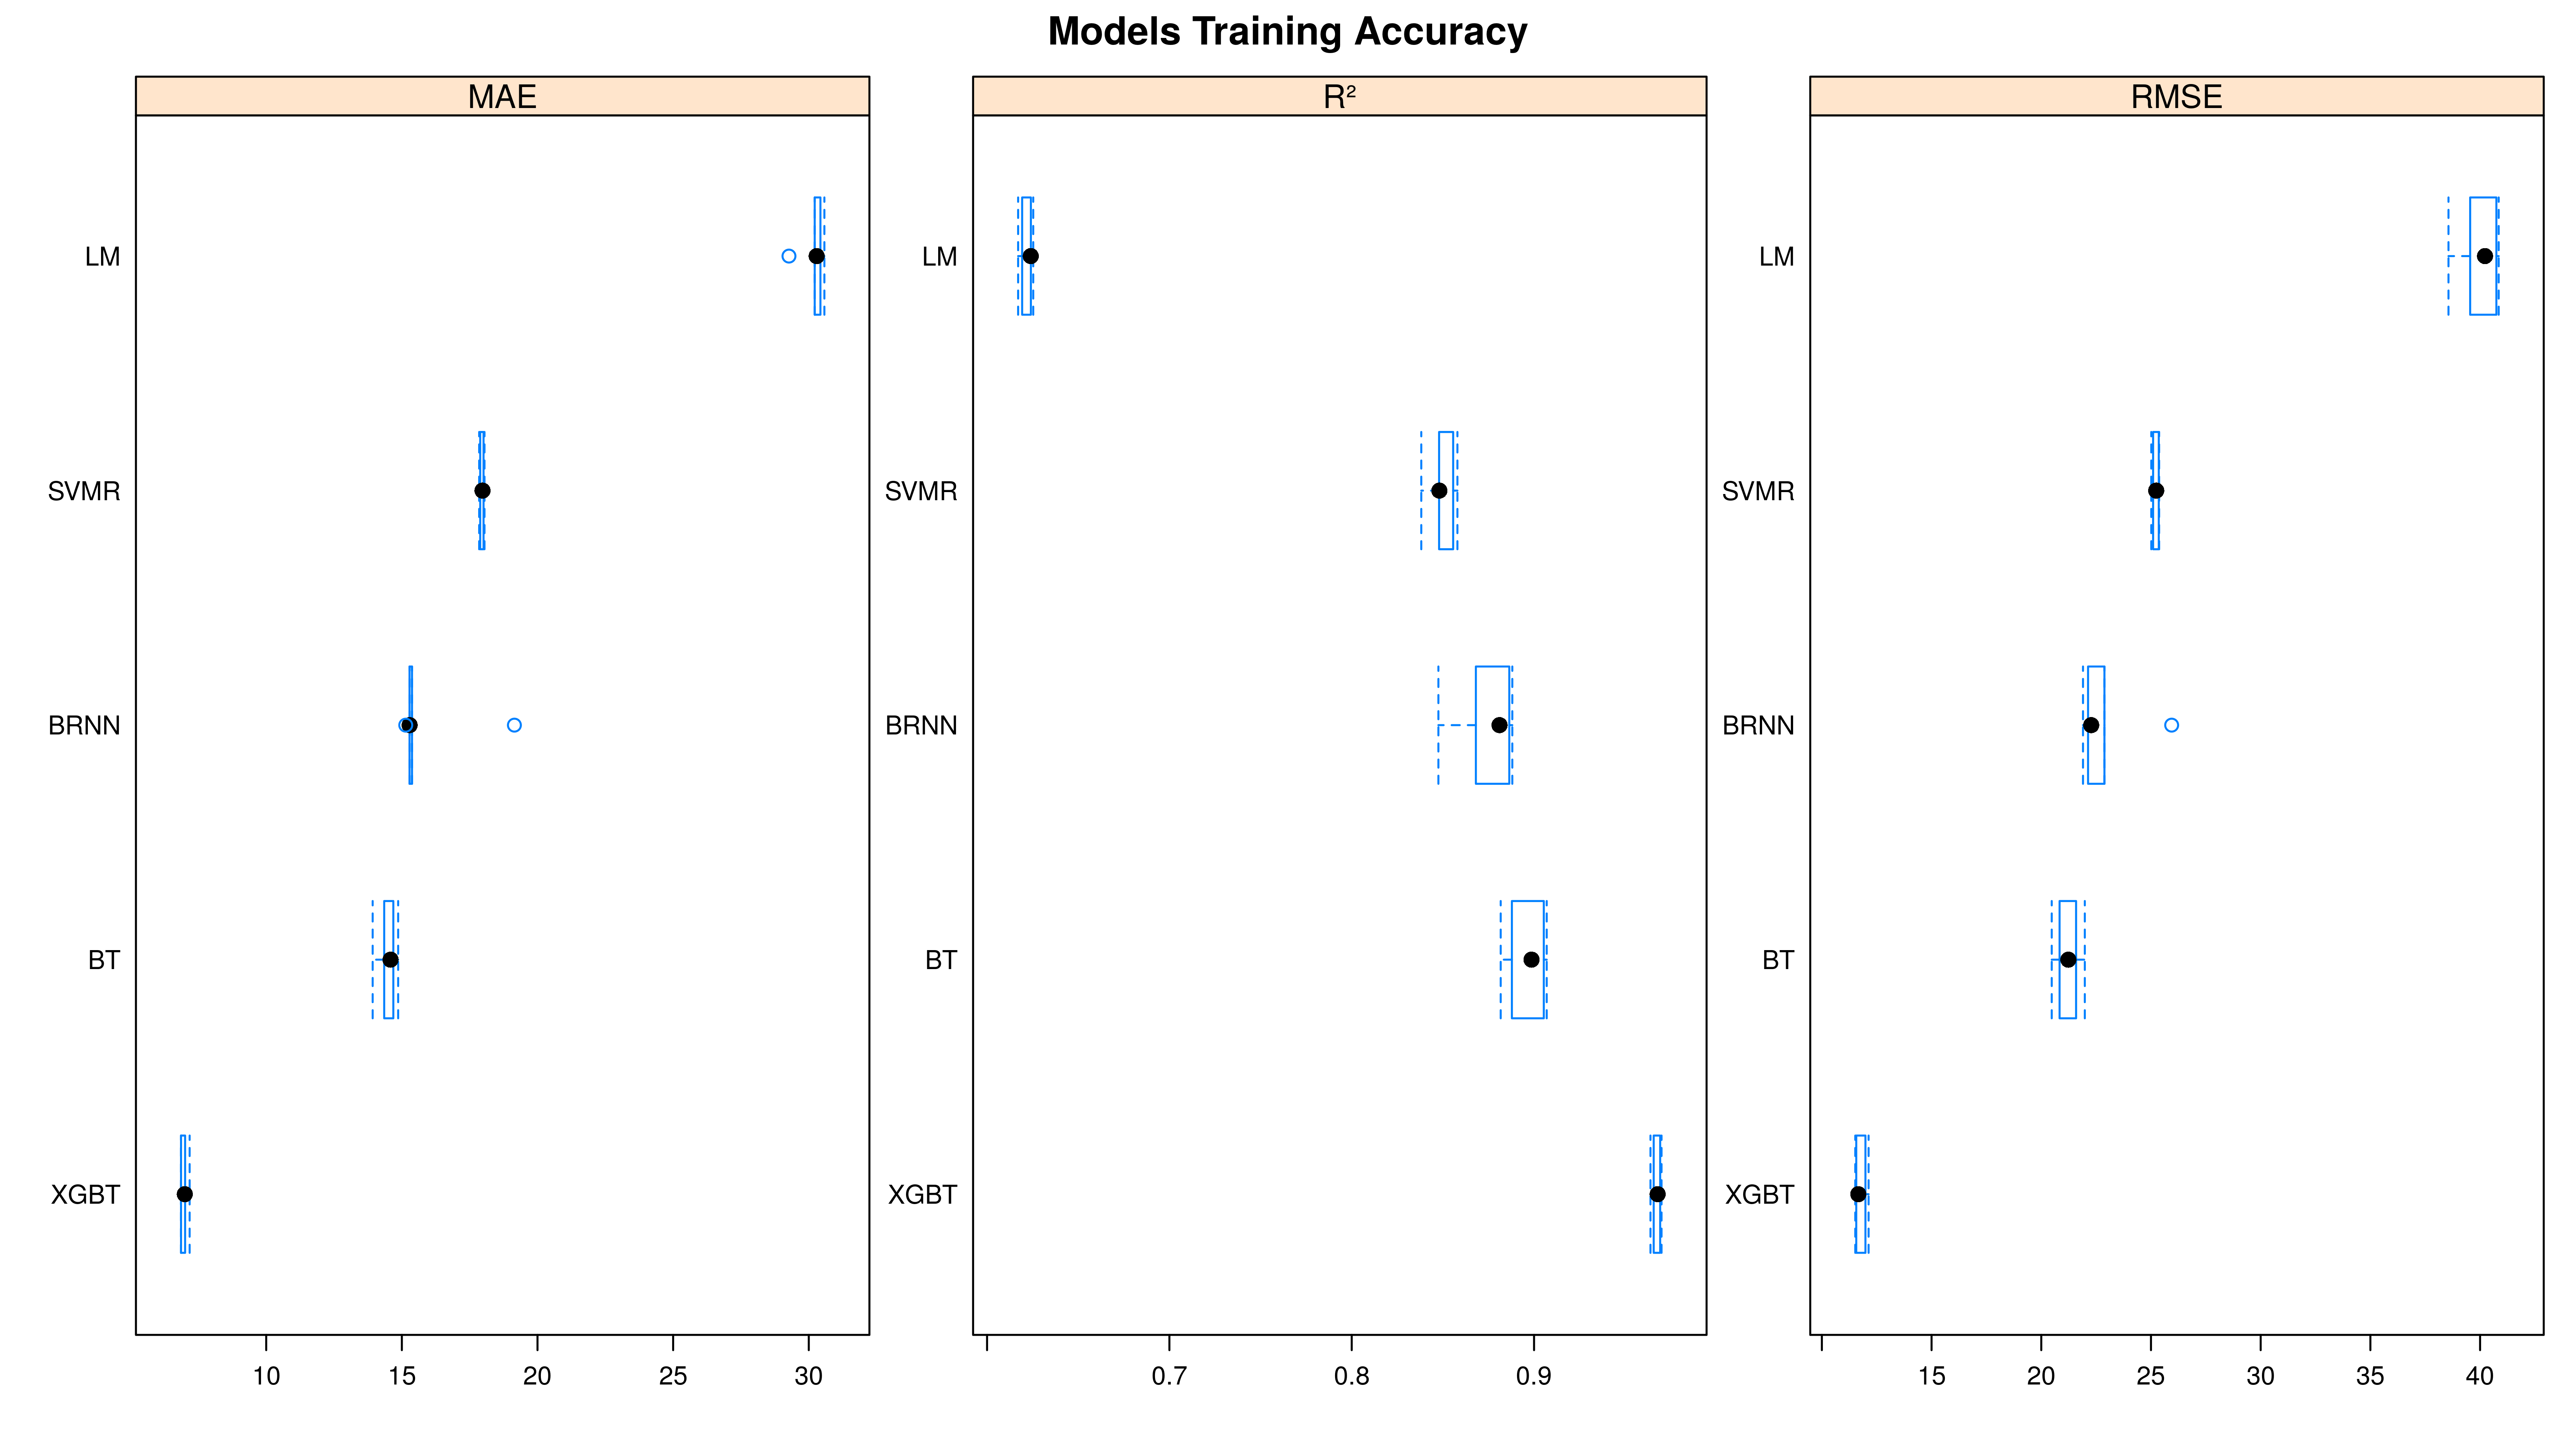 Models Training Accuracy
MAE
R²
RMSE
LM
LM
LM
SVMR
SVMR
SVMR
BRNN
BRNN
BRNN
BT
BT
BT
XGBT
XGBT
XGBT
10 15 20 25 30
0.7 0.8 0.9
15 20 25 30 35 40